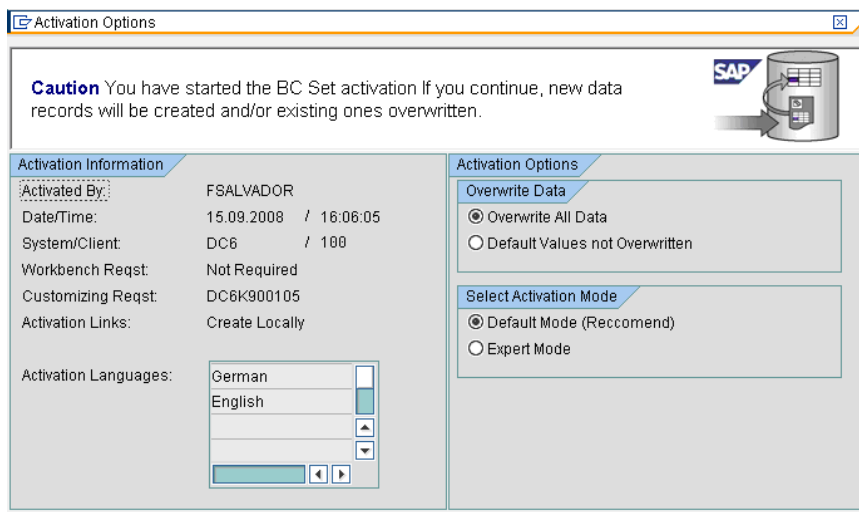 Activation Options
Caution You have started the BC Set activation If you continue, new data
records will be created and/or existing ones overwritten.
SAP
Activation Information
Activated By: FSALVADOR
Date/Time: 15.09.2008 / 16:06:05
System/Client: DC6 / 100
Workbench Reqst: Not Required
Customizing Reqst: DC6K900105
Activation Links: Create Locally
Activation Languages: German
English
Activation Options
Overwrite Data
Overwrite All Data
Default Values not Overwritten
Select Activation Mode
Default Mode (Reccomend)
Expert Mode